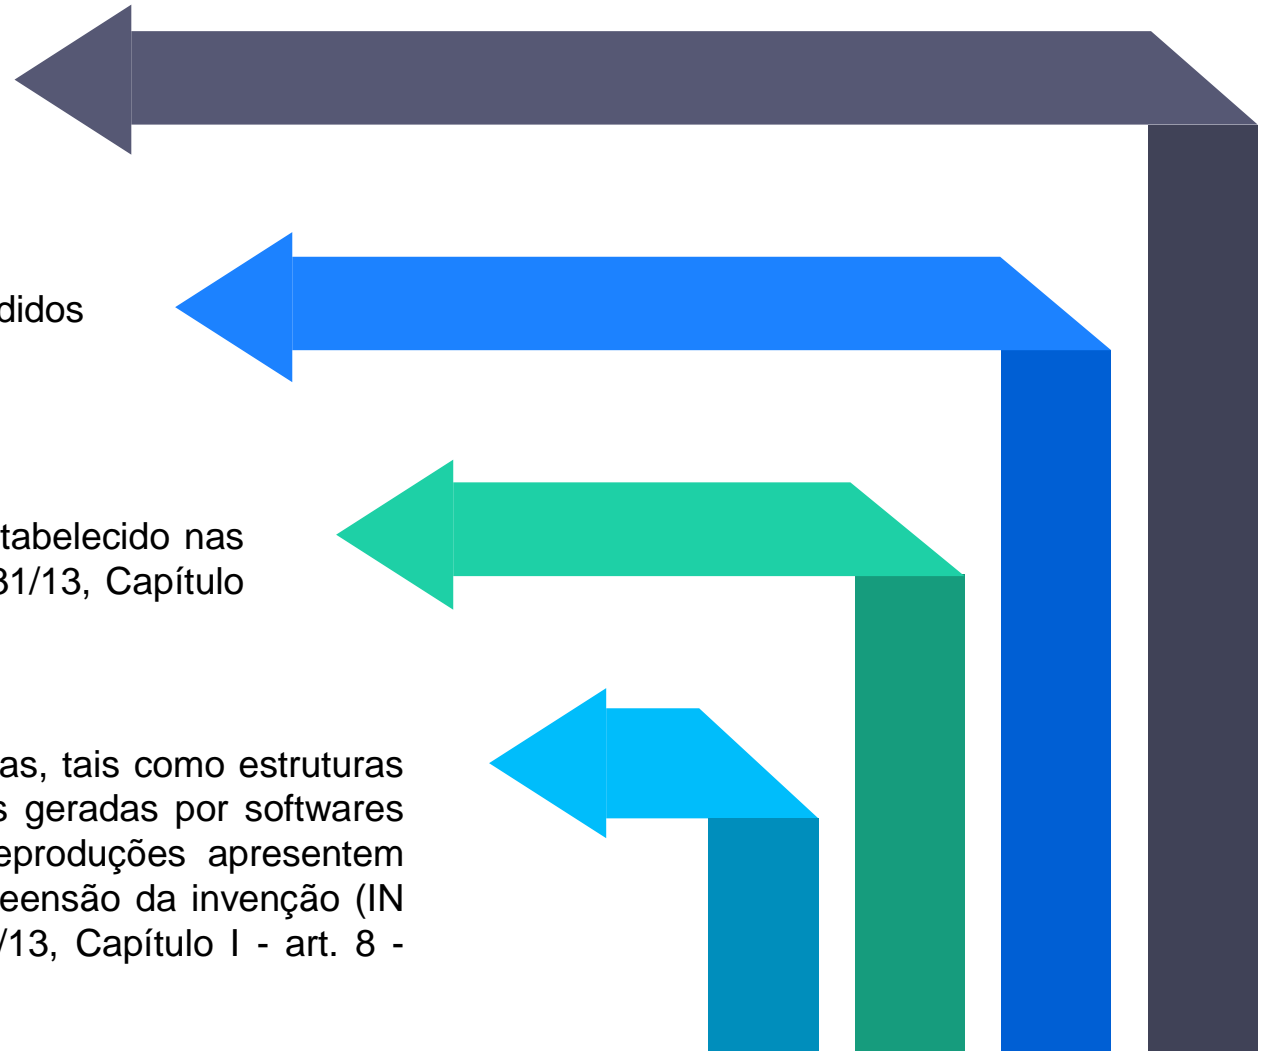 didos
tabelecido nas
31/13, Capítulo
as, tais como estruturas
s geradas por softwares
eproduções apresentem
eensão da invenção (IN
/13, Capítulo I - art. 8 -